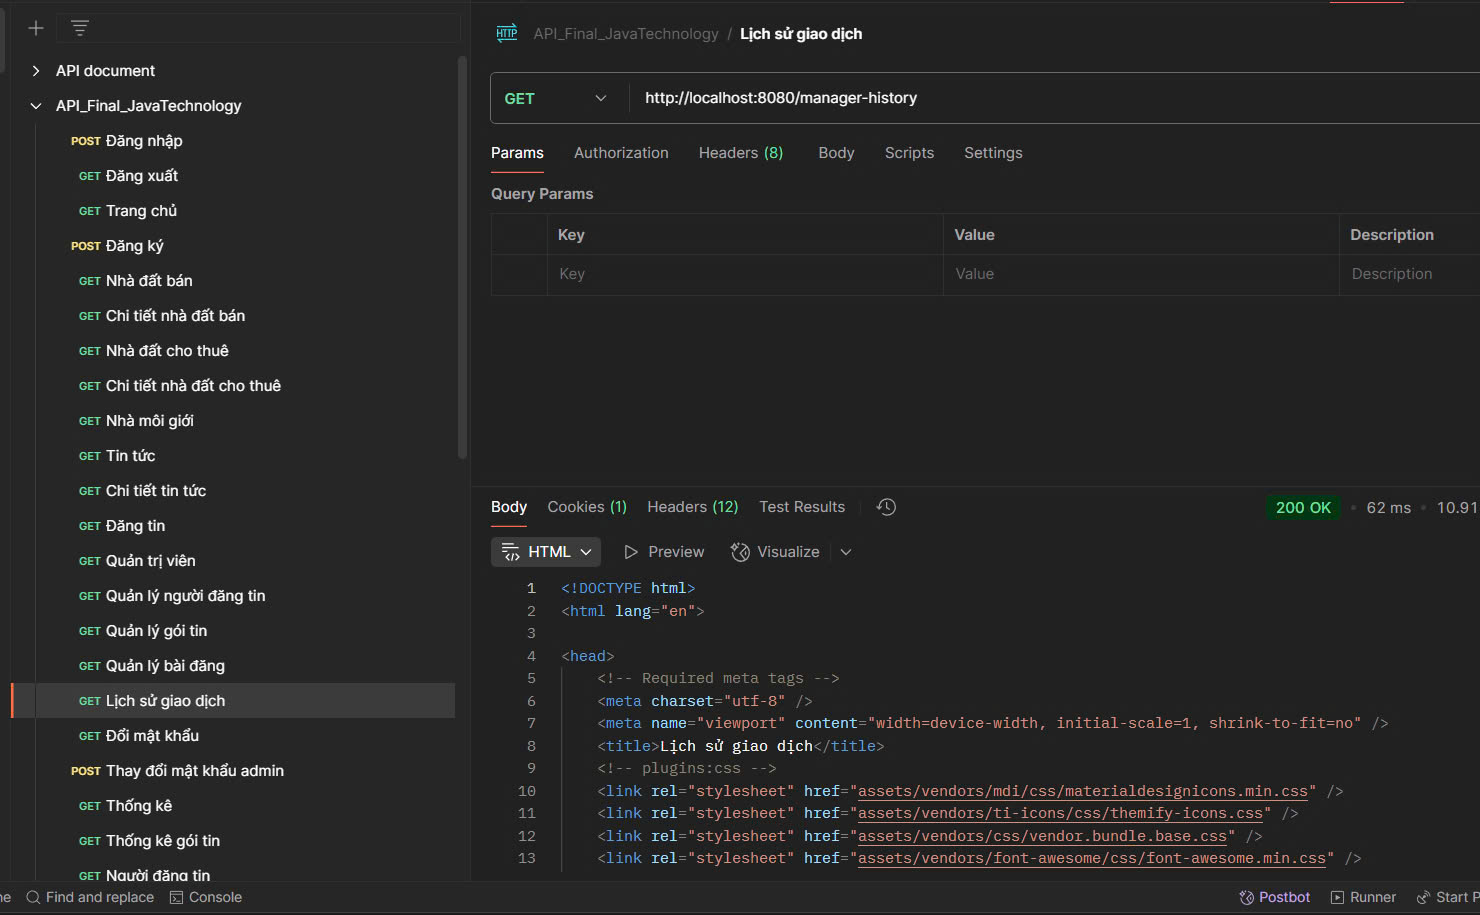 API document
API_Final_JavaTechnology
POST Đăng nhập
GET Đăng xuất
GET Trang chủ
POST Đăng ký
GET Nhà đất bán
GET Chi tiết nhà đất bán
GET Nhà đất cho thuê
GET Chi tiết nhà đất cho thuê
GET Nhà môi giới
GET Tin tức
GET Chi tiết tin tức
GET Đăng tin
GET Quản trị viên
GET Quản lý người đăng tin
GET Quản lý gói tin
GET Quản lý bài đăng
GET Lịch sử giao dịch
GET Đổi mật khẩu
POST Thay đổi mật khẩu admin
GET Thống kê
GET Thống kê gói tin
GET Người đăng tin
HTTP API_Final_JavaTechnology / Lịch sử giao dịch
GET http://localhost:8080/manager-history
Params Authorization Headers (8) Body Scripts Settings
Query Params
Key Value Description
Key Value Description
Body Cookies (1) Headers (12) Test Results 200 OK • 62 ms • 10.91
HTML Preview Visualize
1 <!DOCTYPE html>
2 <html lang="en">
3
4 <head>
5 <!-- Required meta tags -->
6 <meta charset="utf-8" />
7 <meta name="viewport" content="width=device-width, initial-scale=1, shrink-to-fit=no" />
8 <title>Lịch sử giao dịch</title>
9 <!-- plugins:css -->
10 <link rel="stylesheet" href="assets/vendors/mdi/css/materialdesignicons.min.css" />
11 <link rel="stylesheet" href="assets/vendors/ti-icons/css/themify-icons.css" />
12 <link rel="stylesheet" href="assets/vendors/css/vendor.bundle.base.css" />
13 <link rel="stylesheet" href="assets/vendors/font-awesome/css/font-awesome.min.css" />
ne Find and replace Console Postbot Runner Start P